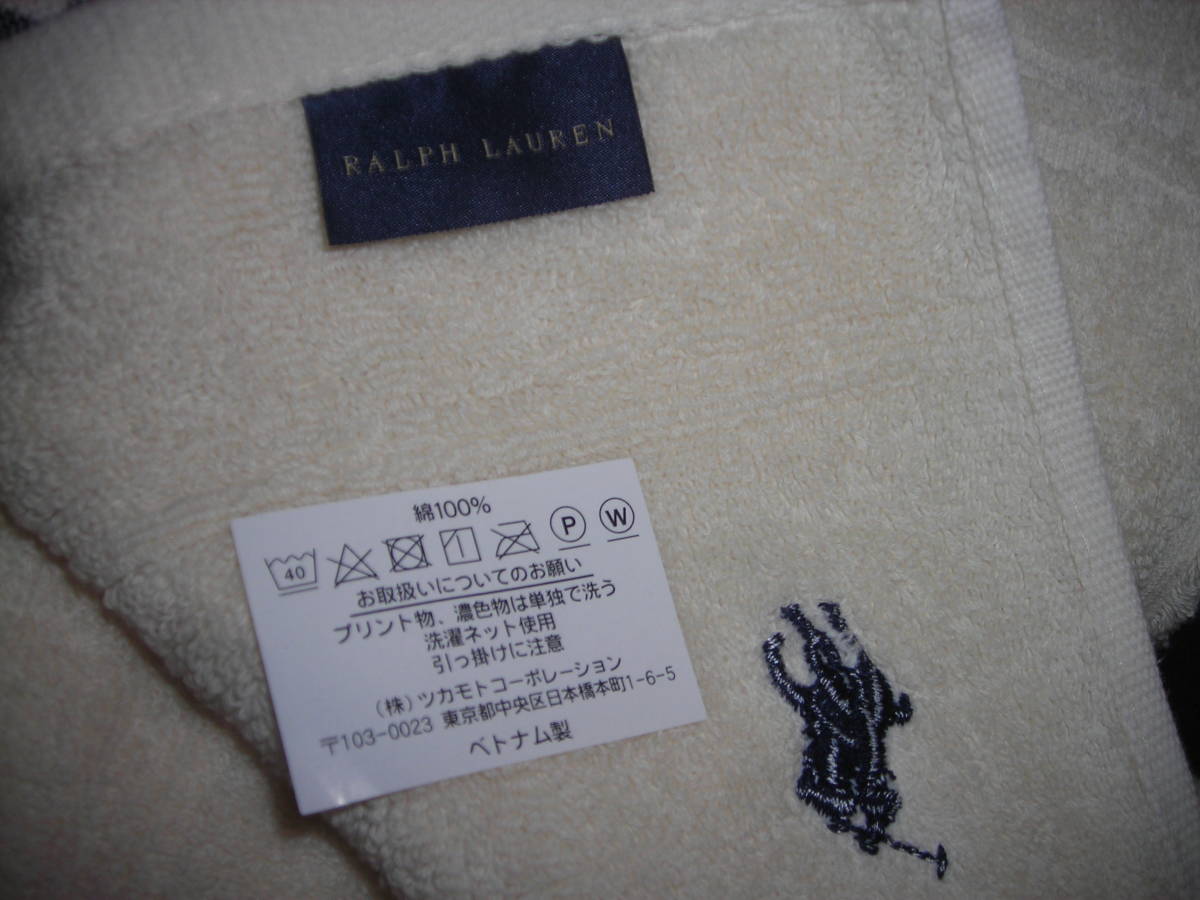 RALPH LAUREN
綿100%
40 P W
お取扱いについてのお願い
プリント物、濃色物は単独で洗う
洗濯ネット使用
引っ掛けに注意
(株)ツカモトコーポレーション
〒103-0023 東京都中央区日本橋本町1-6-5
ベトナム製